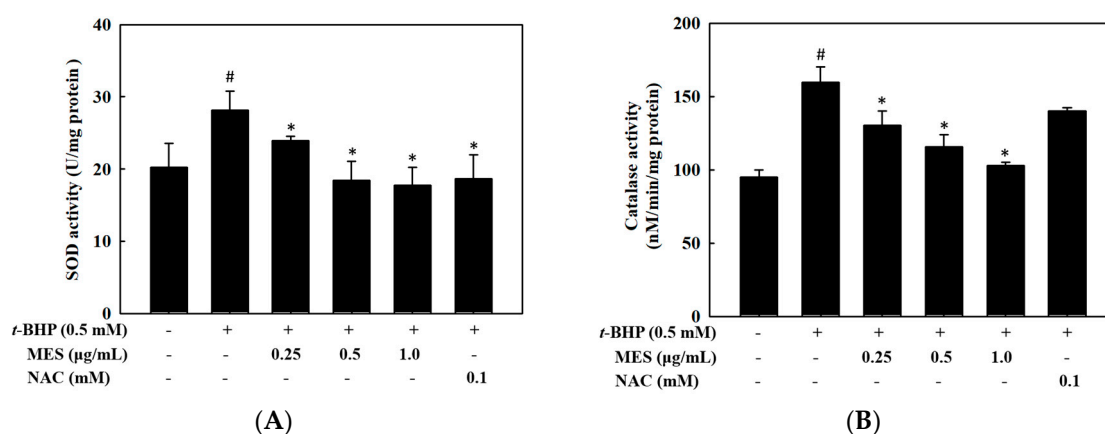 SOD activity (U/mg protein )
40
30
20
10
0
#
*
*
*
*
t-BHP (0.5 mM) - + + + + +
MES (µg/mL) - - 0.25 0.5 1.0 -
NAC (mM) - - - - - 0.1
(A)
Catalase activity
(nM/min/mg protein)
200
150
100
50
0
#
*
*
*
t-BHP (0.5 mM) - + + + + +
MES (µg/mL) - - 0.25 0.5 1.0 -
NAC (mM) - - - - - 0.1
(B)